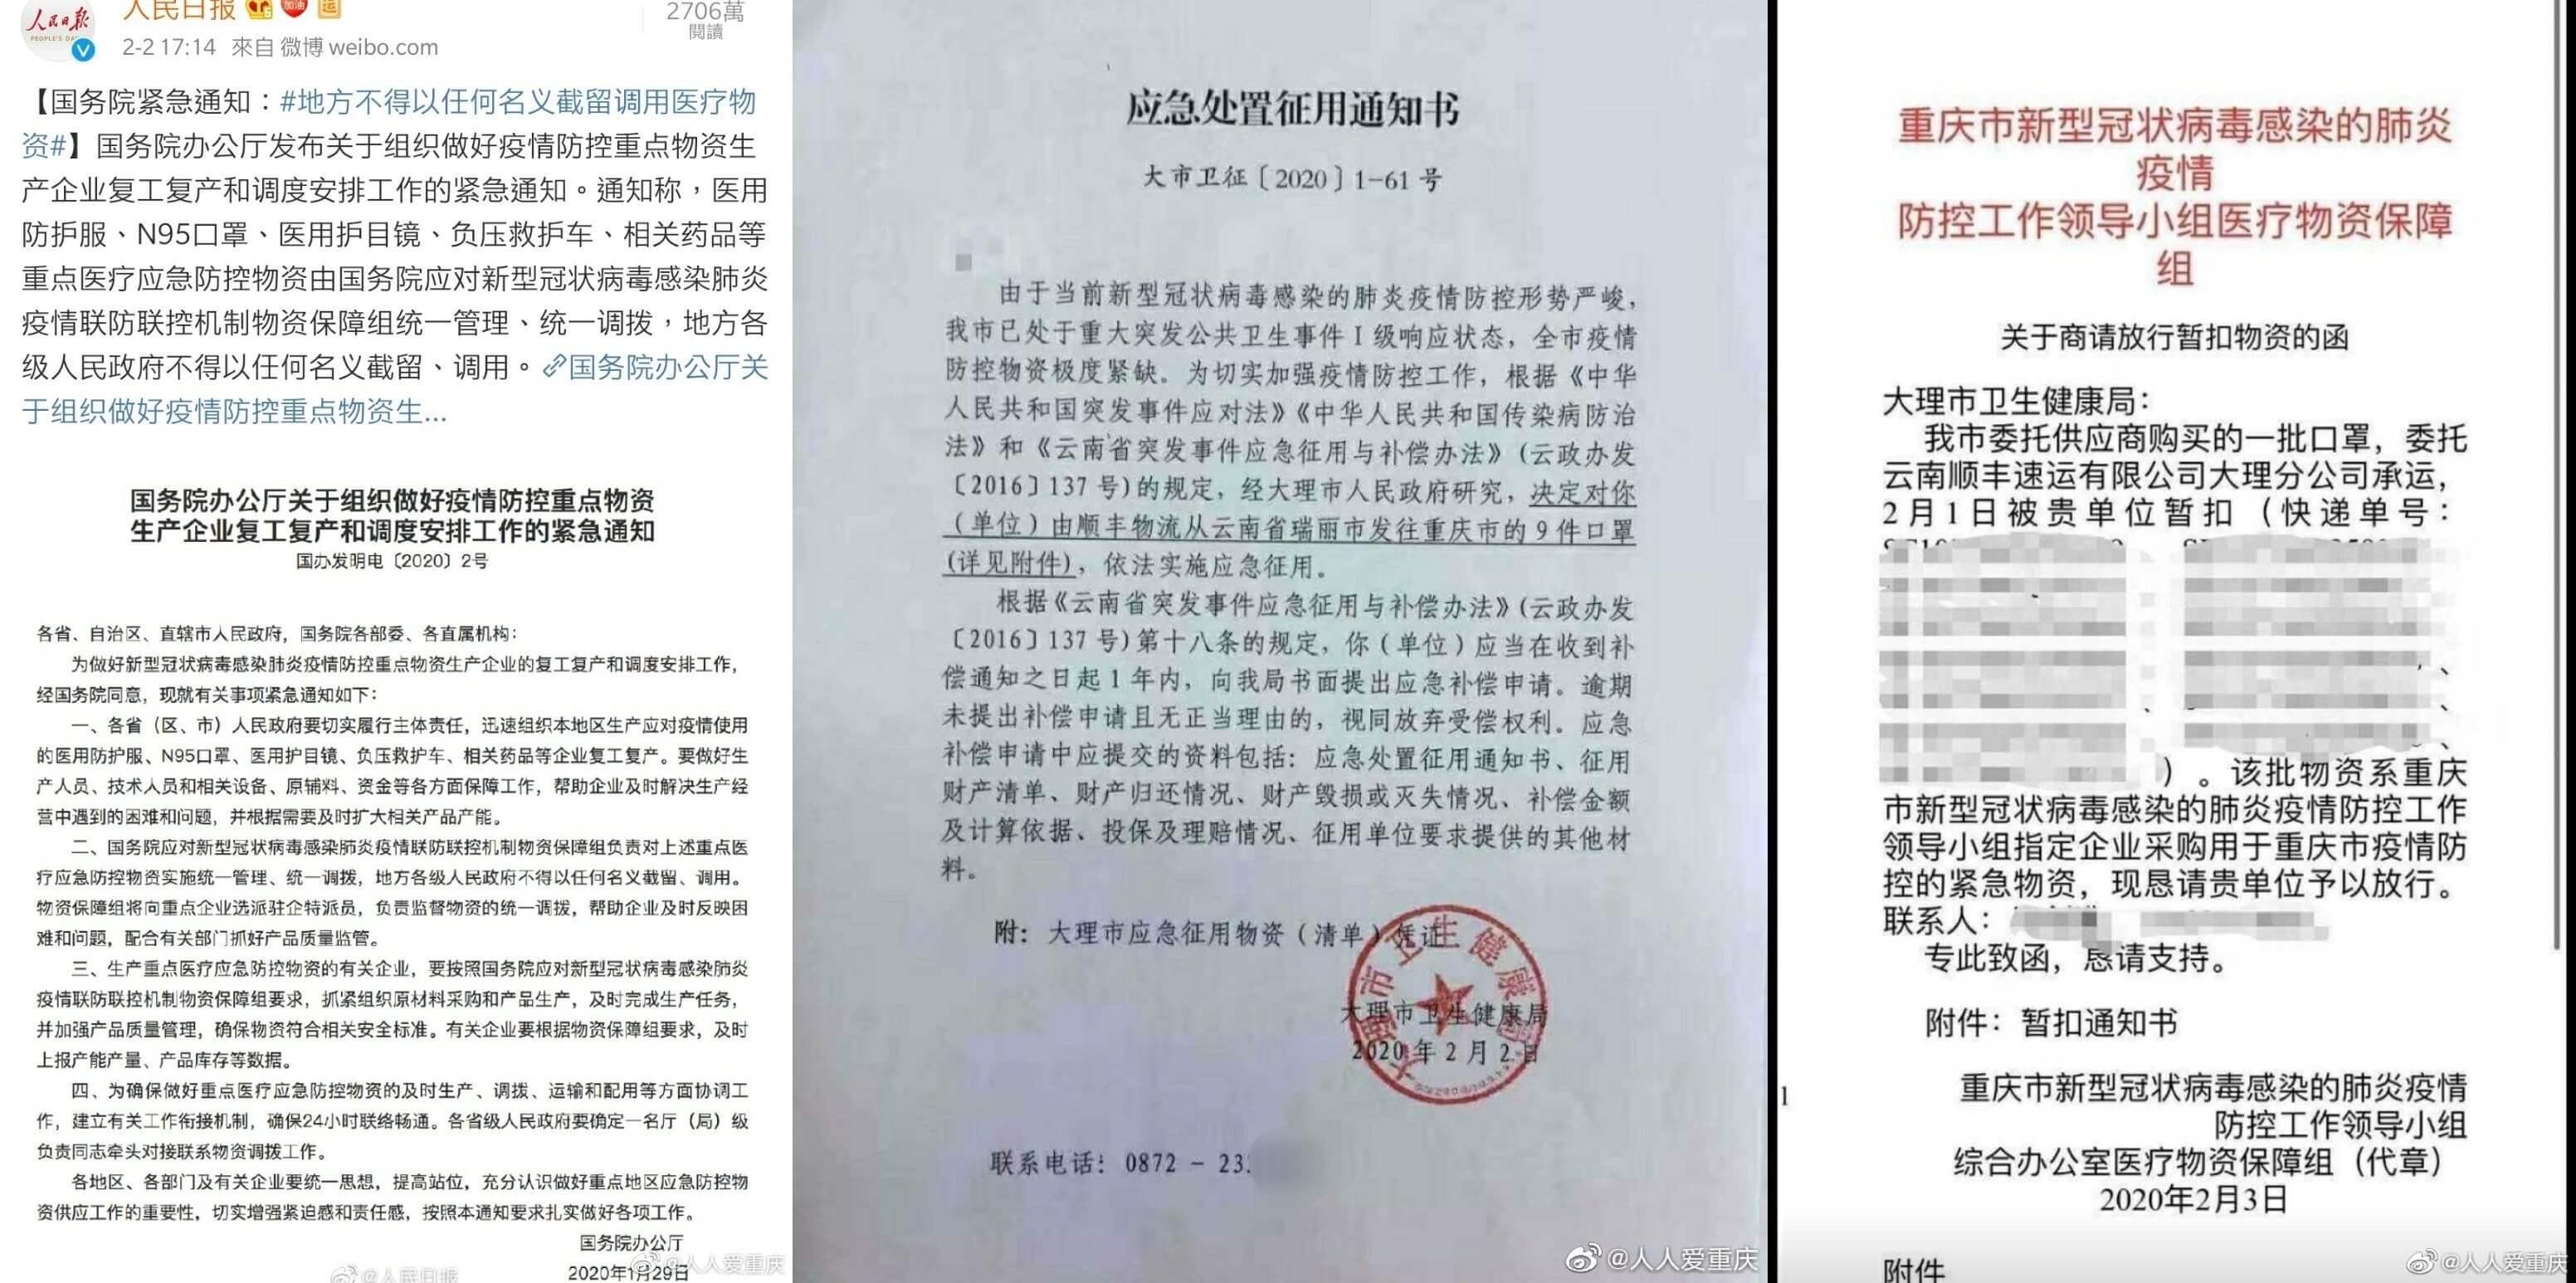 人民日报
PEOPLE'S DA
人民日报
加油
运
2-2 17:14 來自 微博 weibo.com
2706萬
閱讀
【国务院紧急通知：#地方不得以任何名义截留调用医疗物
资#】国务院办公厅发布关于组织做好疫情防控重点物资生
产企业复工复产和调度安排工作的紧急通知。通知称，医用
防护服、N95口罩、医用护目镜、负压救护车、相关药品等
重点医疗应急防控物资由国务院应对新型冠状病毒感染肺炎
疫情联防联控机制物资保障组统一管理、统一调拨，地方各
级人民政府不得以任何名义截留、调用。国务院办公厅关
于组织做好疫情防控重点物资生...
国务院办公厅关于组织做好疫情防控重点物资
生产企业复工复产和调度安排工作的紧急通知
国办发明电〔2020〕2号
各省、自治区、直辖市人民政府，国务院各部委、各直属机构：
为做好新型冠状病毒感染肺炎疫情防控重点物资生产企业的复工复产和调度安排工作，
经国务院同意，现就有关事项紧急通知如下：
一、各省（区、市）人民政府要切实履行主体责任，迅速组织本地区生产应对疫情使用
的医用防护服、N95口罩、医用护目镜、负压救护车、相关药品等企业复工复产。要做好生
产人员、技术人员和相关设备、原辅料、资金等各方面保障工作，帮助企业及时解决生产经
营中遇到的困难和问题，并根据需要及时扩大相关产品产能。
二、国务院应对新型冠状病毒感染肺炎疫情联防联控机制物资保障组负责对上述重点医
疗应急防控物资实施统一管理、统一调拨，地方各级人民政府不得以任何名义截留、调用。
物资保障组将向重点企业选派驻企特派员，负责监督物资的统一调拨，帮助企业及时反映困
难和问题，配合有关部门抓好产品质量监管。
三、生产重点医疗应急防控物资的有关企业，要按照国务院应对新型冠状病毒感染肺炎
疫情联防联控机制物资保障组要求，抓紧组织原材料采购和产品生产，及时完成生产任务，
并加强产品质量管理，确保物资符合相关安全标准。有关企业要根据物资保障组要求，及时
上报产能产量、产品库存等数据。
四、为确保做好重点医疗应急防控物资的及时生产、调拨、运输和配用等方面协调工
作，建立有关工作衔接机制，确保24小时联络畅通。各省级人民政府要确定一名厅（局）级
负责同志牵头对接联系物资调拨工作。
各地区、各部门及有关企业要统一思想，提高站位，充分认识做好重点地区应急防控物
资供应工作的重要性，切实增强紧迫感和责任感，按照本通知要求扎实做好各项工作。
国务院办公厅
2020年1月29日
@人民日报
@人人爱重庆
应急处置征用通知书
大市卫征〔2020〕1-61 号
由于当前新型冠状病毒感染的肺炎疫情防控形势严峻，
我市已处于重大突发公共卫生事件Ⅰ级响应状态，全市疫情
防控物资极度紧缺。为切实加强疫情防控工作，根据《中华
人民共和国突发事件应对法》《中华人民共和国传染病防治
法》和《云南省突发事件应急征用与补偿办法》（云政办发
〔2016〕137 号）的规定，经大理市人民政府研究，决定对你
（单位）由顺丰物流从云南省瑞丽市发往重庆市的 9 件口罩
(详见附件)，依法实施应急征用。
根据《云南省突发事件应急征用与补偿办法》（云政办发
〔2016〕137 号）第十八条的规定，你（单位）应当在收到补
偿通知之日起 1 年内，向我局书面提出应急补偿申请。逾期
未提出补偿申请且无正当理由的，视同放弃受偿权利。应急
补偿申请中应提交的资料包括：应急处置征用通知书、征用
财产清单、财产归还情况、财产毁损或灭失情况、补偿金额
及计算依据、投保及理赔情况、征用单位要求提供的其他材
料。
附：大理市应急征用物资（清单）凭证
大理市卫生健康局
大理市卫生健康局
2020 年 2 月 2 日
联系电话：0872 - 23
@人人爱重庆
重庆市新型冠状病毒感染的肺炎
疫情
防控工作领导小组医疗物资保障
组
关于商请放行暂扣物资的函
大理市卫生健康局：
我市委托供应商购买的一批口罩，委托
云南顺丰速运有限公司大理分公司承运，
2月1日被贵单位暂扣（快递单号：
）。该批物资系重庆
市新型冠状病毒感染的肺炎疫情防控工作
领导小组指定企业采购用于重庆市疫情防
控的紧急物资，现恳请贵单位予以放行。
联系人：
专此致函，恳请支持。
附件：暂扣通知书
1
重庆市新型冠状病毒感染的肺炎疫情
防控工作领导小组
综合办公室医疗物资保障组（代章）
2020年2月3日
附件
@人人爱重庆